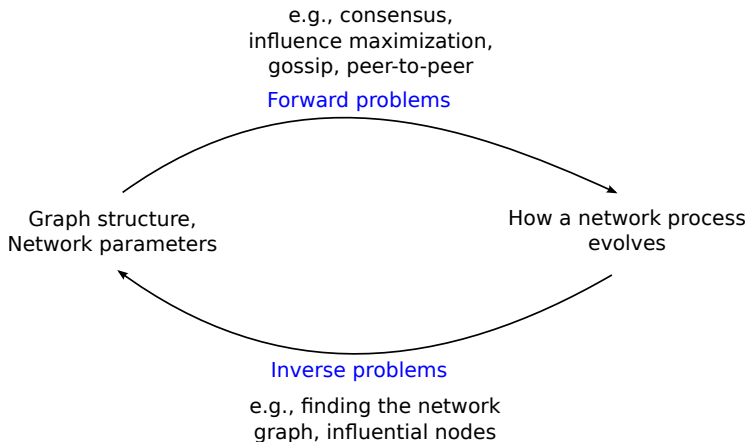 e.g., consensus,
influence maximization,
gossip, peer-to-peer
Forward problems
Graph structure,
Network parameters
How a network process
evolves
Inverse problems
e.g., finding the network
graph, influential nodes